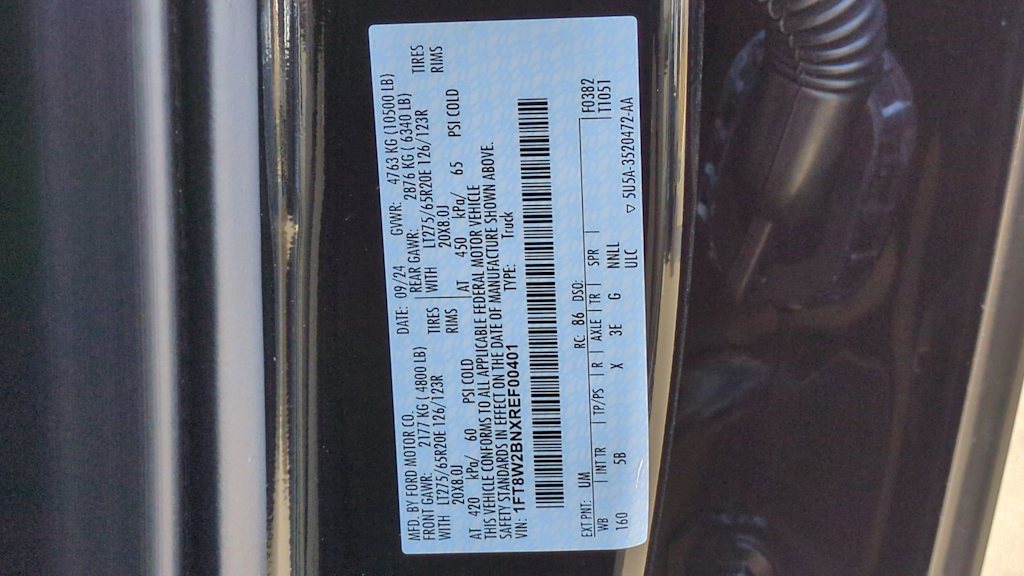 MFD. BY FORD MOTOR CO.
DATE: 09/24 GVWR: 4763 KG (10500 LB)
FRONT GAWR: 2177 KG ( 4800 LB) REAR GAWR: 2876 KG ( 6340 LB)
WITH LT275/65R20E 126/123R TIRES WITH LT275/65R20E 126/123R TIRES
20X8.0J RIMS 20X8.0J RIMS
AT 420 kPa/ 60 PSI COLD AT 450 kPa/ 65 PSI COLD
THIS VEHICLE CONFORMS TO ALL APPLICABLE FEDERAL MOTOR VEHICLE
SAFETY STANDARDS IN EFFECT ON THE DATE OF MANUFACTURE SHOWN ABOVE.
VIN: 1FT8W2BNXREF00401 TYPE: Truck
EXT PNT: UM RC: 86 DSO: F0382
WB INT TR TP/PS R AXLE TR SPR T1051
160 5B X 3E G NNLL
ULC
▽ 5U5A-3520472-AA